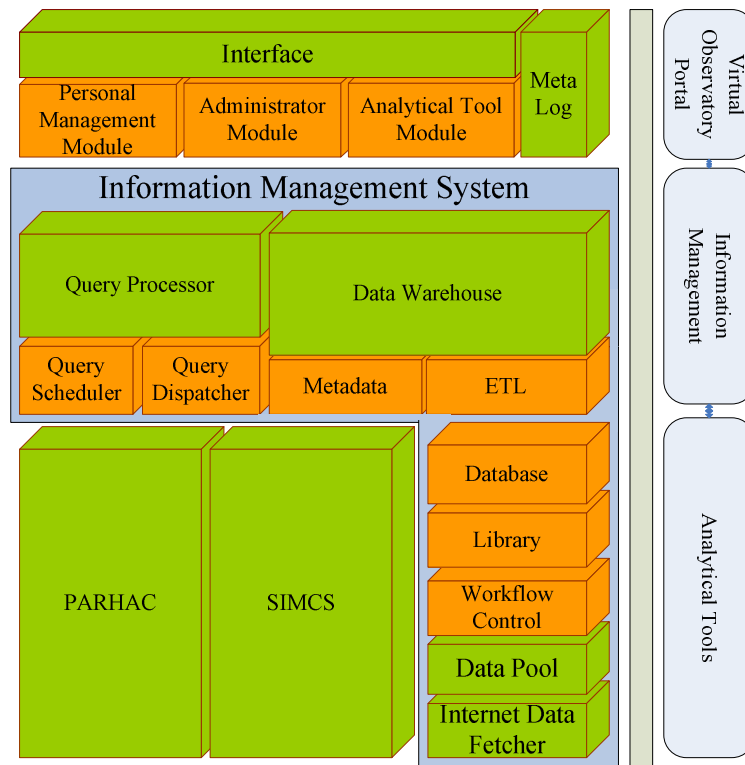 Interface
Meta
Log
Personal
Management
Module
Administrator
Module
Analytical Tool
Module
Information Management System
Query Processor
Data Warehouse
Query
Scheduler
Query
Dispatcher
Metadata
ETL
PARHAC
SIMCS
Database
Library
Workflow
Control
Data Pool
Internet Data
Fetcher
Virtual
Observatory
Portal
Information
Management
Analytical Tools